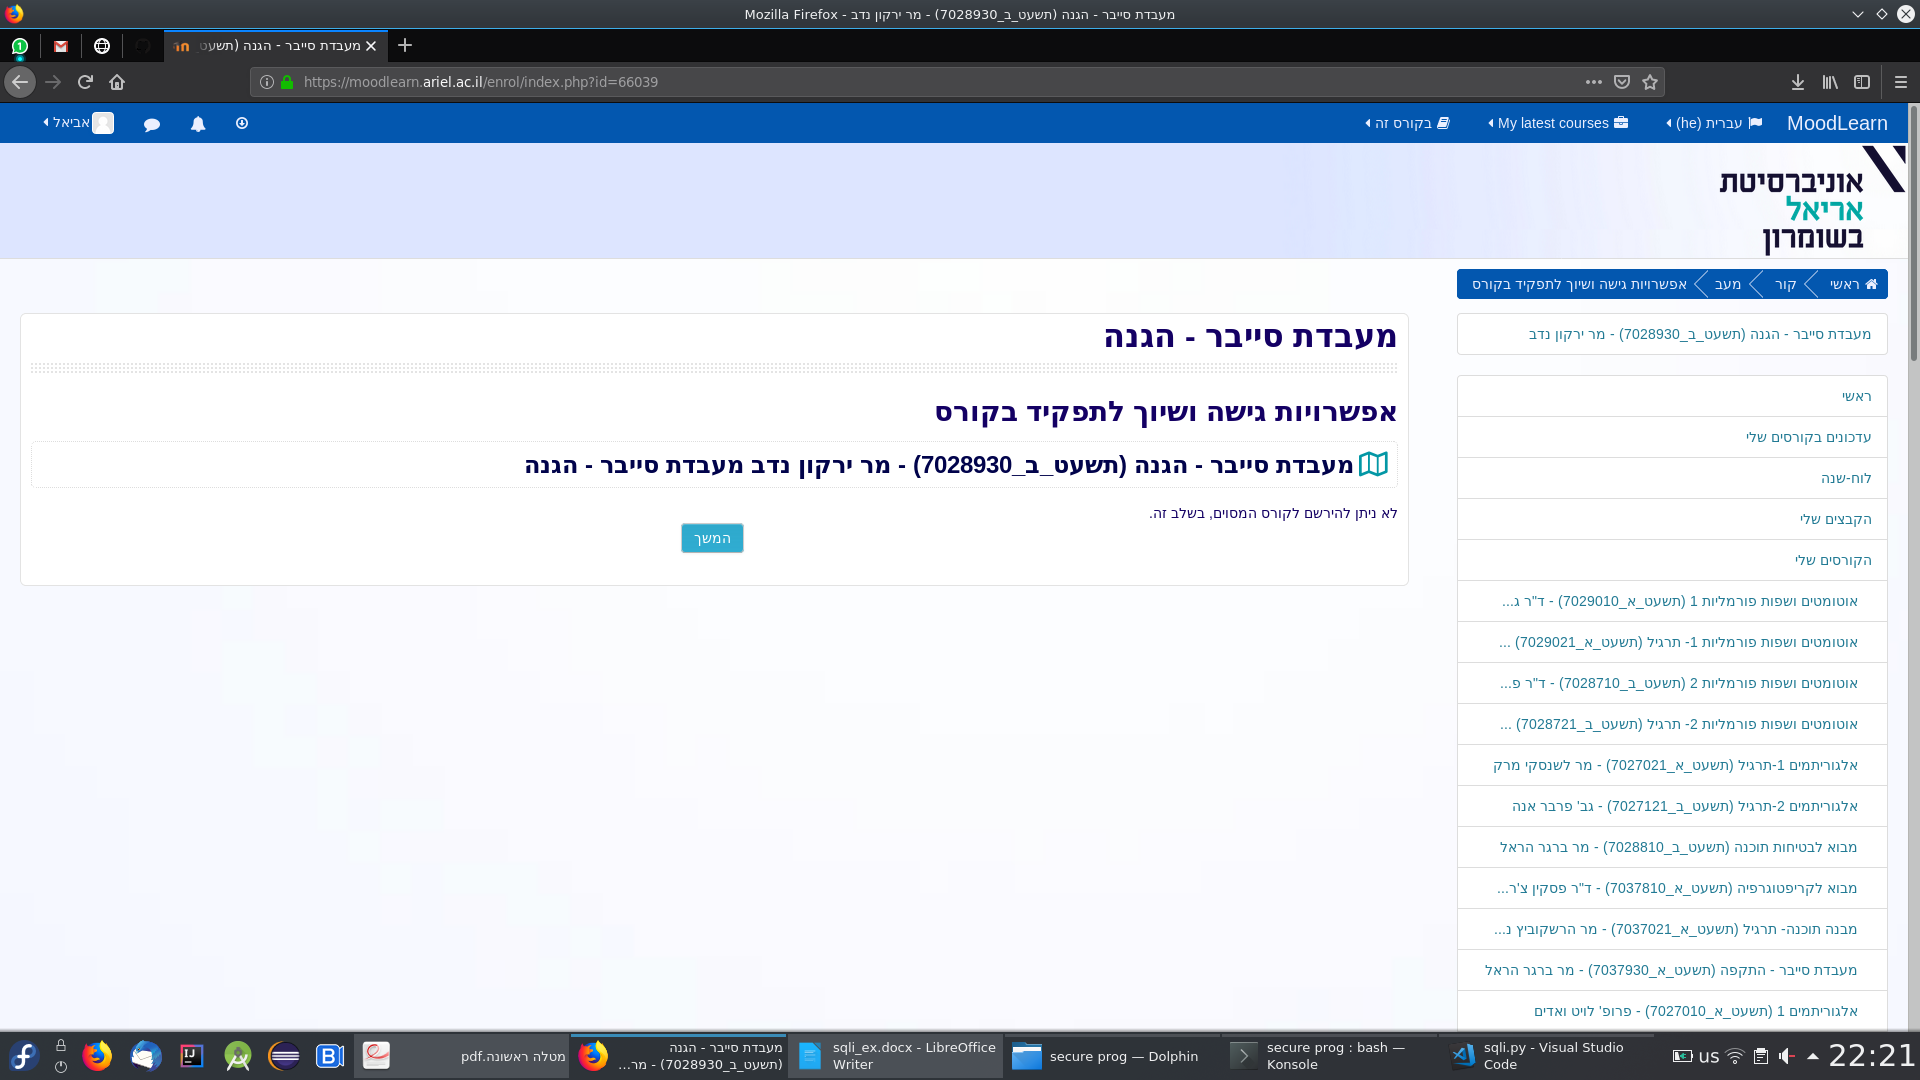 מעבדת סייבר - הגנה (תשעט_ב_7028930) - מר ירקון נדב - Mozilla Firefox
מעבדת סייבר - הגנה (תשעט
https://moodlearn.ariel.ac.il/enrol/index.php?id=66039
MoodLearn
עברית (he)
My latest courses
בקורס זה
אביאל
אוניברסיטת
אריאל
בשומרון
ראשי
קור
מעב
אפשרויות גישה ושיוך לתפקיד בקורס
מעבדת סייבר - הגנה
אפשרויות גישה ושיוך לתפקיד בקורס
מעבדת סייבר - הגנה (תשעט_ב_7028930) - מר ירקון נדב מעבדת סייבר - הגנה
לא ניתן להירשם לקורס המסוים, בשלב זה.
המשך
מעבדת סייבר - הגנה (תשעט_ב_7028930) - מר ירקון נדב
ראשי
עדכונים בקורסים שלי
לוח-שנה
הקבצים שלי
הקורסים שלי
אוטומטים ושפות פורמליות 1 (תשעט_א_7029010) - ד"ר ג...
אוטומטים ושפות פורמליות 1- תרגיל (תשעט_א_7029021) ...
אוטומטים ושפות פורמליות 2 (תשעט_ב_7028710) - ד"ר פ...
אוטומטים ושפות פורמליות 2- תרגיל (תשעט_ב_7028721) ...
אלגוריתמים 1-תרגיל (תשעט_א_7027021) - מר לשנסקי מרק
אלגוריתמים 2-תרגיל (תשעט_ב_7027121) - גב' פרבר אנה
מבוא לבטיחות תוכנה (תשעט_ב_7028810) - מר ברגר הראל
מבוא לקריפטוגרפיה (תשעט_א_7037810) - ד"ר פסקין צ'ר...
מבנה תוכנה- תרגיל (תשעט_א_7037021) - מר הרשקוביץ נ...
מעבדת סייבר - התקפה (תשעט_א_7037930) - מר ברגר הראל
אלגוריתמים 1 (תשעט_א_7027010) - פרופ' לויט ואדים
מטלה ראשונה.pdf
מעבדת סייבר - הגנה
(תשעט_ב_7028930) - מר...
sqli_ex.docx - LibreOffice
Writer
secure prog — Dolphin
secure prog : bash —
Konsole
sqli.py - Visual Studio
Code
us
22:21